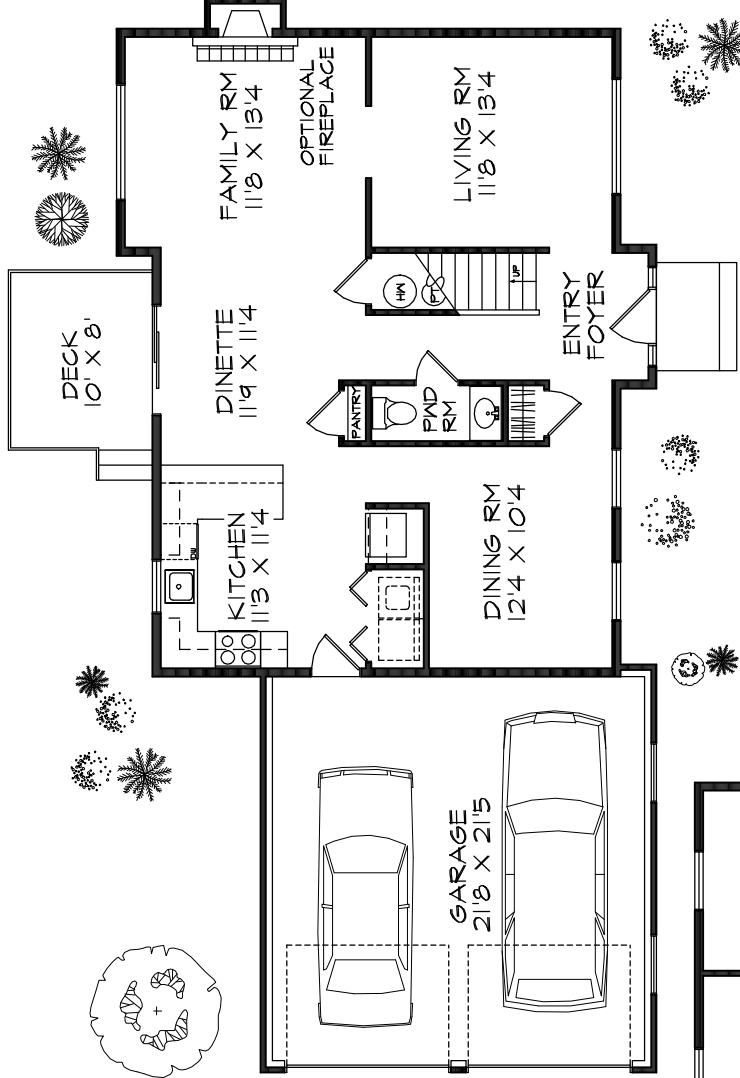 FAMILY RM
11'8 X 13'4
OPTIONAL
FIREPLACE
LIVING RM
11'8 X 13'4
WH
PT
UP
ENTRY
FOYER
DECK
10' X 8'
DINETTE
11'9 X 11'4
PANTRY
PWD
RM
KITCHEN
11'3 X 11'4
DW
DINING RM
12'4 X 10'4
GARAGE
21'8 X 21'5